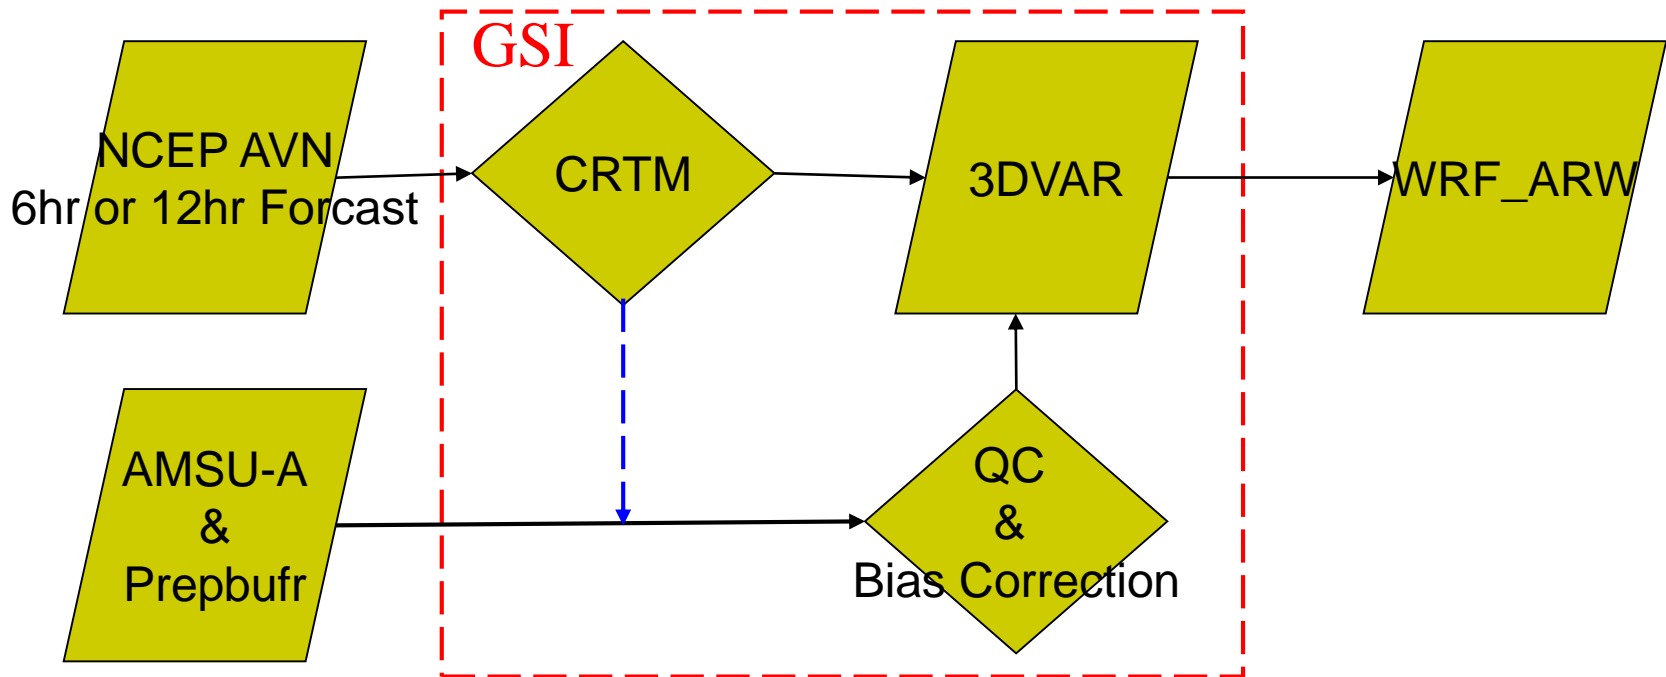 GSI
NCEP AVN
6hr or 12hr Forcast
CRTM
3DVAR
WRF_ARW
AMSU-A
&
Prepbufr
QC
&
Bias Correction